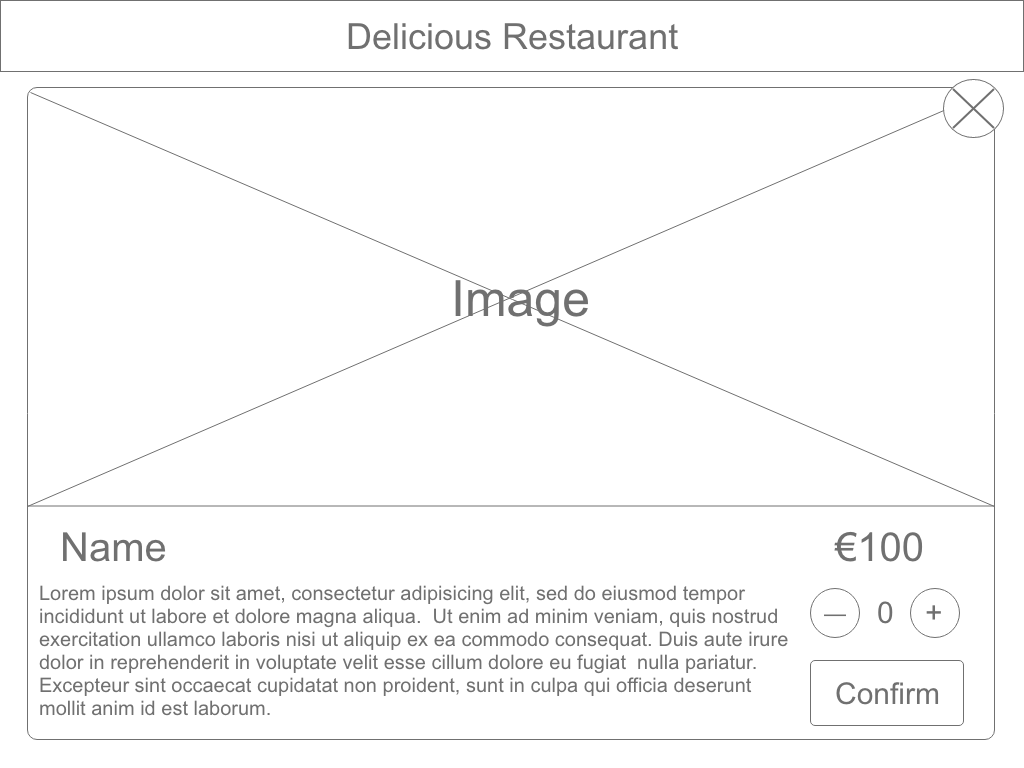 Delicious Restaurant
Image
Name
€100
Lorem ipsum dolor sit amet, consectetur adipisicing elit, sed do eiusmod tempor
incididunt ut labore et dolore magna aliqua.  Ut enim ad minim veniam, quis nostrud
exercitation ullamco laboris nisi ut aliquip ex ea commodo consequat. Duis aute irure
dolor in reprehenderit in voluptate velit esse cillum dolore eu fugiat  nulla pariatur.
Excepteur sint occaecat cupidatat non proident, sunt in culpa qui officia deserunt
mollit anim id est laborum.
— 0 +
Confirm